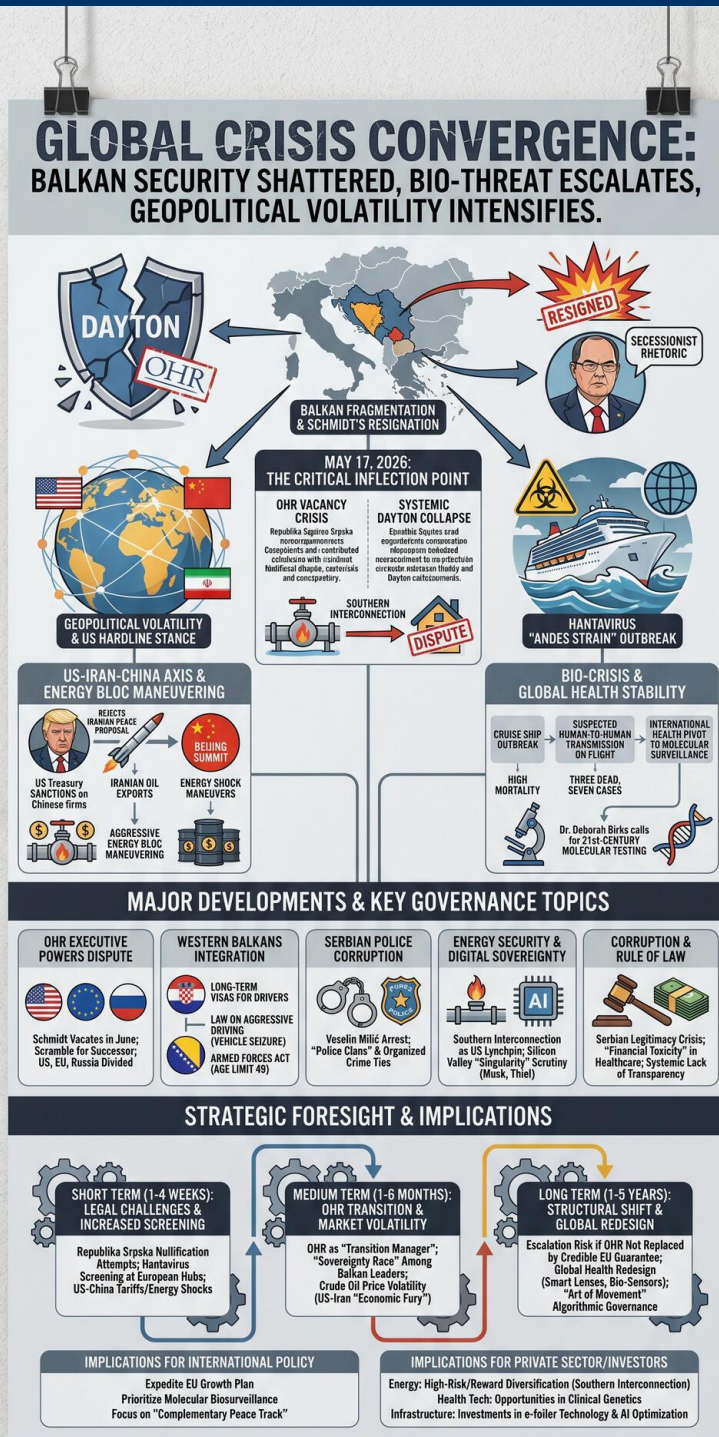 GLOBAL CRISIS CONVERGENCE:
BALKAN SECURITY SHATTERED, BIO-THREAT ESCALATES,
GEOPOLITICAL VOLATILITY INTENSIFIES.
DAYTON
OHR
RESIGNED
SECESSIONIST
RHETORIC
BALKAN FRAGMENTATION
& SCHMIDT'S RESIGNATION
MAY 17, 2026:
THE CRITICAL INFLECTION POINT
OHR VACANCY
CRISIS
Republika Srpska
and contributed
and
SYSTEMIC
DAYTON COLLAPSE
and
to
and
Dayton
SOUTHERN
INTERCONNECTION
DISPUTE
GEOPOLITICAL VOLATILITY
& US HARDLINE STANCE
HANTAVIRUS
"ANDES STRAIN" OUTBREAK
US-IRAN-CHINA AXIS &
ENERGY BLOC MANEUVERING
REJECTS
IRANIAN PEACE
PROPOSAL
BEIJING
SUMMIT
US Treasury
SANCTIONS on
Chinese firms
IRANIAN OIL
EXPORTS
ENERGY SHOCK
MANEUVERS
AGGRESSIVE
ENERGY BLOC
MANEUVERING
BIO-CRISIS &
GLOBAL HEALTH STABILITY
CRUISE SHIP
OUTBREAK
SUSPECTED
HUMAN-TO-HUMAN
TRANSMISSION
ON FLIGHT
INTERNATIONAL
HEALTH PIVOT
TO MOLECULAR
SURVEILLANCE
HIGH
MORTALITY
THREE DEAD,
SEVEN CASES
Dr. Deborah Birks calls
for 21st-CENTURY
MOLECULAR TESTING
MAJOR DEVELOPMENTS & KEY GOVERNANCE TOPICS
OHR EXECUTIVE
POWERS DISPUTE
Schmidt Vacates in June;
Scramble for Successor;
US, EU, Russia Divided
WESTERN BALKANS
INTEGRATION
LONG-TERM
VISAS FOR DRIVERS
LAW ON AGGRESSIVE
DRIVING
(VEHICLE SEIZURE)
ARMED FORCES ACT
(AGE LIMIT 49)
SERBIAN POLICE
CORRUPTION
POLICE
Veselin Milić Arrest;
"Police Clans" & Organized
Crime Ties
ENERGY SECURITY &
DIGITAL SOVEREIGNTY
AI
Southern Interconnection
as US Lynchpin; Silicon
Valley "Singularity" Scrutiny
(Musk, Thiel)
CORRUPTION &
RULE OF LAW
Serbian Legitimacy Crisis;
"Financial Toxicity" in
Healthcare; Systemic Lack
of Transparency
STRATEGIC FORESIGHT & IMPLICATIONS
SHORT TERM (1-4 WEEKS):
LEGAL CHALLENGES &
INCREASED SCREENING
Republika Srpska Nullification
Attempts; Hantavirus
Screening at European Hubs;
US-China Tariffs/Energy Shocks
MEDIUM TERM (1-6 MONTHS):
OHR TRANSITION &
MARKET VOLATILITY
OHR as "Transition Manager";
"Sovereignty Race" Among
Balkan Leaders;
Crude Oil Price Volatility
(US-Iran "Economic Fury")
LONG TERM (1-5 YEARS):
STRUCTURAL SHIFT &
GLOBAL REDESIGN
Escalation Risk if OHR Not Replaced
by Credible EU Guarantee;
Global Health Redesign
(Smart Lenses, Bio-Sensors);
"Art of Movement"
Algorithmic Governance
IMPLICATIONS FOR INTERNATIONAL POLICY
Expedite EU Growth Plan
Prioritize Molecular Biosurveillance
Focus on "Complementary Peace Track"
IMPLICATIONS FOR PRIVATE SECTOR/INVESTORS
Energy: High-Risk/Reward Diversification (Southern Interconnection)
Health Tech: Opportunities in Clinical Genetics
Infrastructure: Investments in e-foiler Technology & AI Optimization